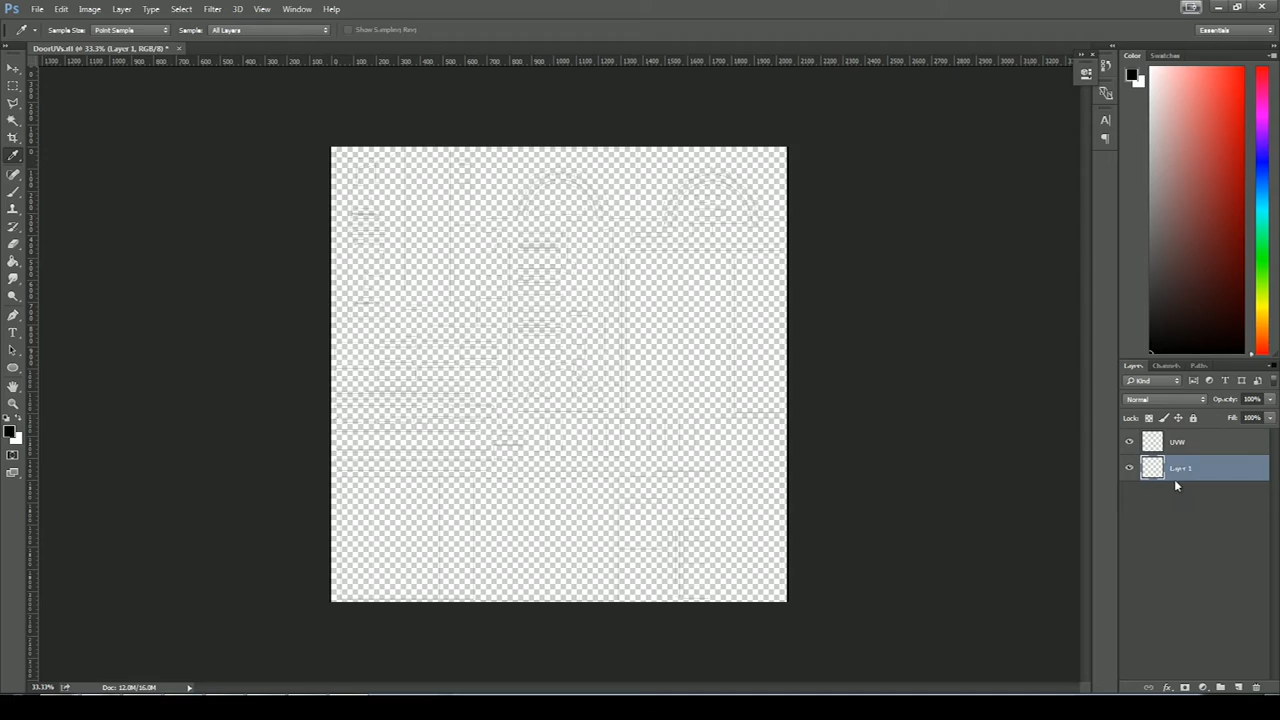 Ps File Edit Image Layer Type Select Filter 3D View Window Help
Sample Size: Point Sample Sample: All Layers Show Sampling Ring Essentials
@ 33.3% (Layer 1, RGB/8) * ×
Color Swatches
Layers Channels Paths
Kind
Normal Opacity: 100%
Lock: Fill: 100%
UVW
Layer 1
33.33% Doc: 12.0M/16.0M